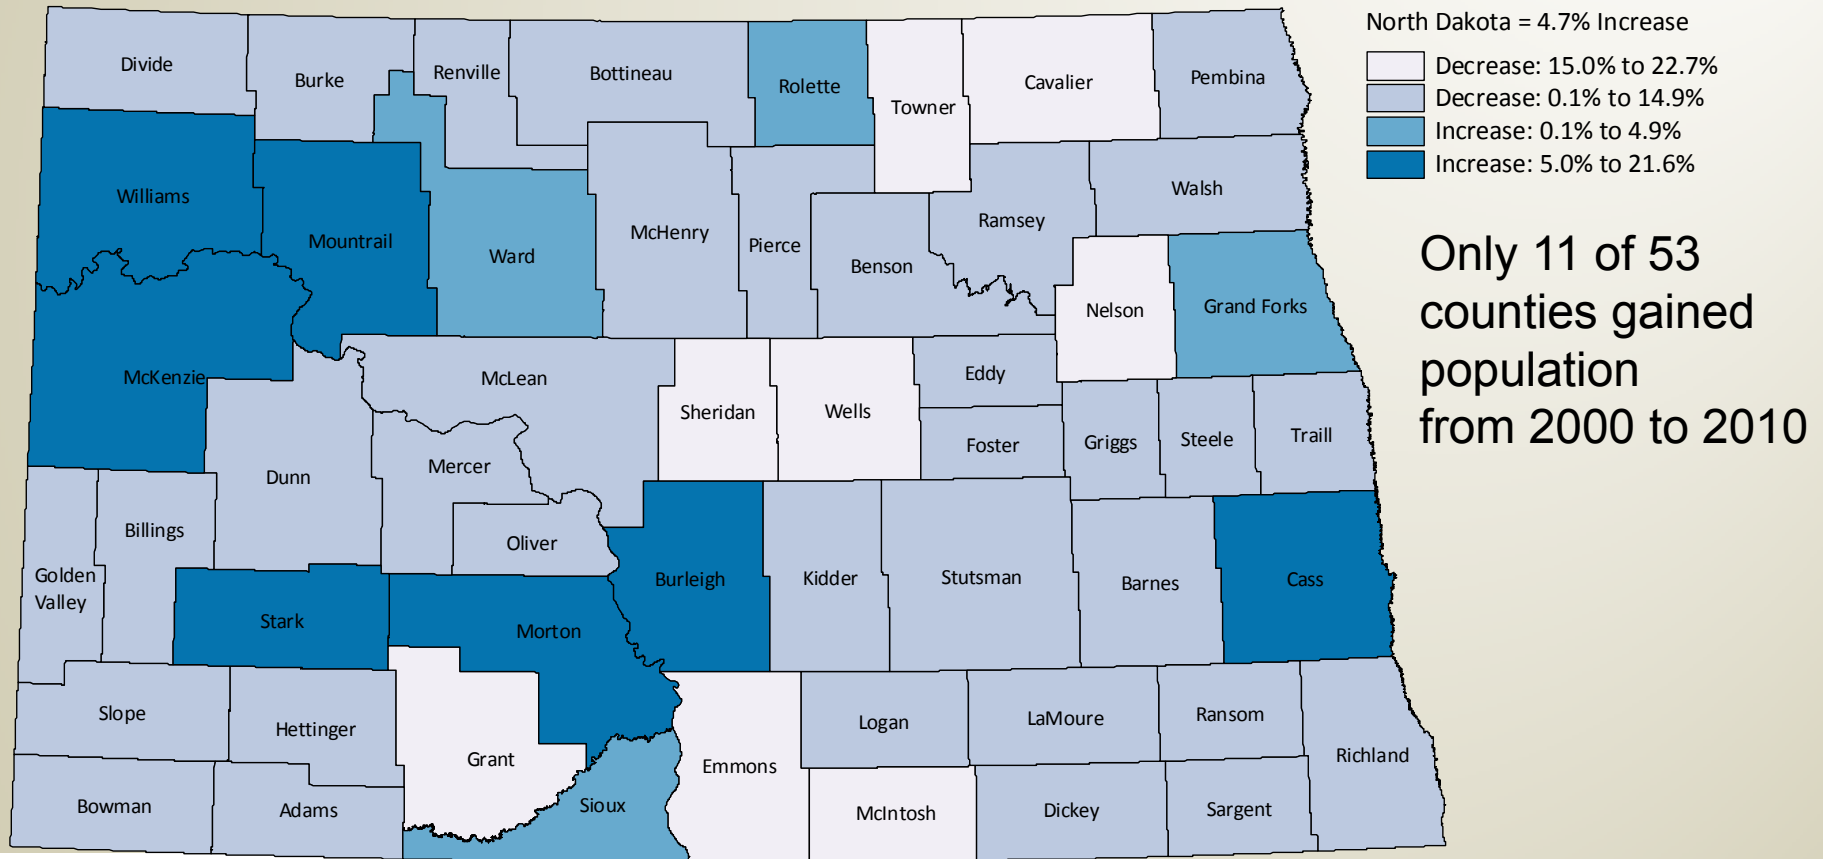 North Dakota = 4.7% Increase
Decrease: 15.0% to 22.7%
Decrease: 0.1% to 14.9%
Increase: 0.1% to 4.9%
Increase: 5.0% to 21.6%
Only 11 of 53
counties gained
population
from 2000 to 2010
Divide
Burke
Renville
Bottineau
Rolette
Towner
Cavalier
Pembina
Williams
Mountrail
Ward
McHenry
Pierce
Benson
Ramsey
Walsh
Nelson
Grand Forks
McKenzie
McLean
Sheridan
Wells
Eddy
Foster
Griggs
Steele
Traill
Dunn
Mercer
Oliver
Billings
Golden
Valley
Stark
Morton
Burleigh
Kidder
Stutsman
Barnes
Cass
Slope
Hettinger
Grant
Emmons
Logan
LaMoure
Ransom
Richland
Bowman
Adams
Sioux
McIntosh
Dickey
Sargent